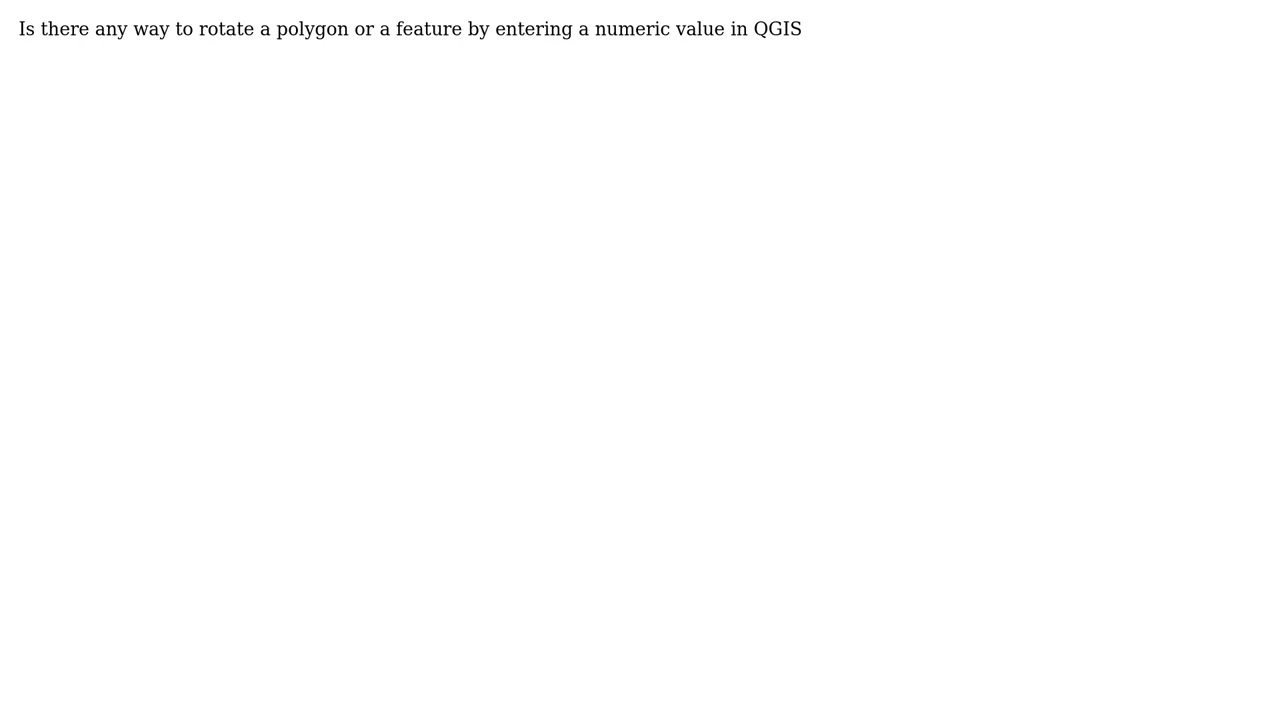 Is there any way to rotate a polygon or a feature by entering a numeric value in QGIS